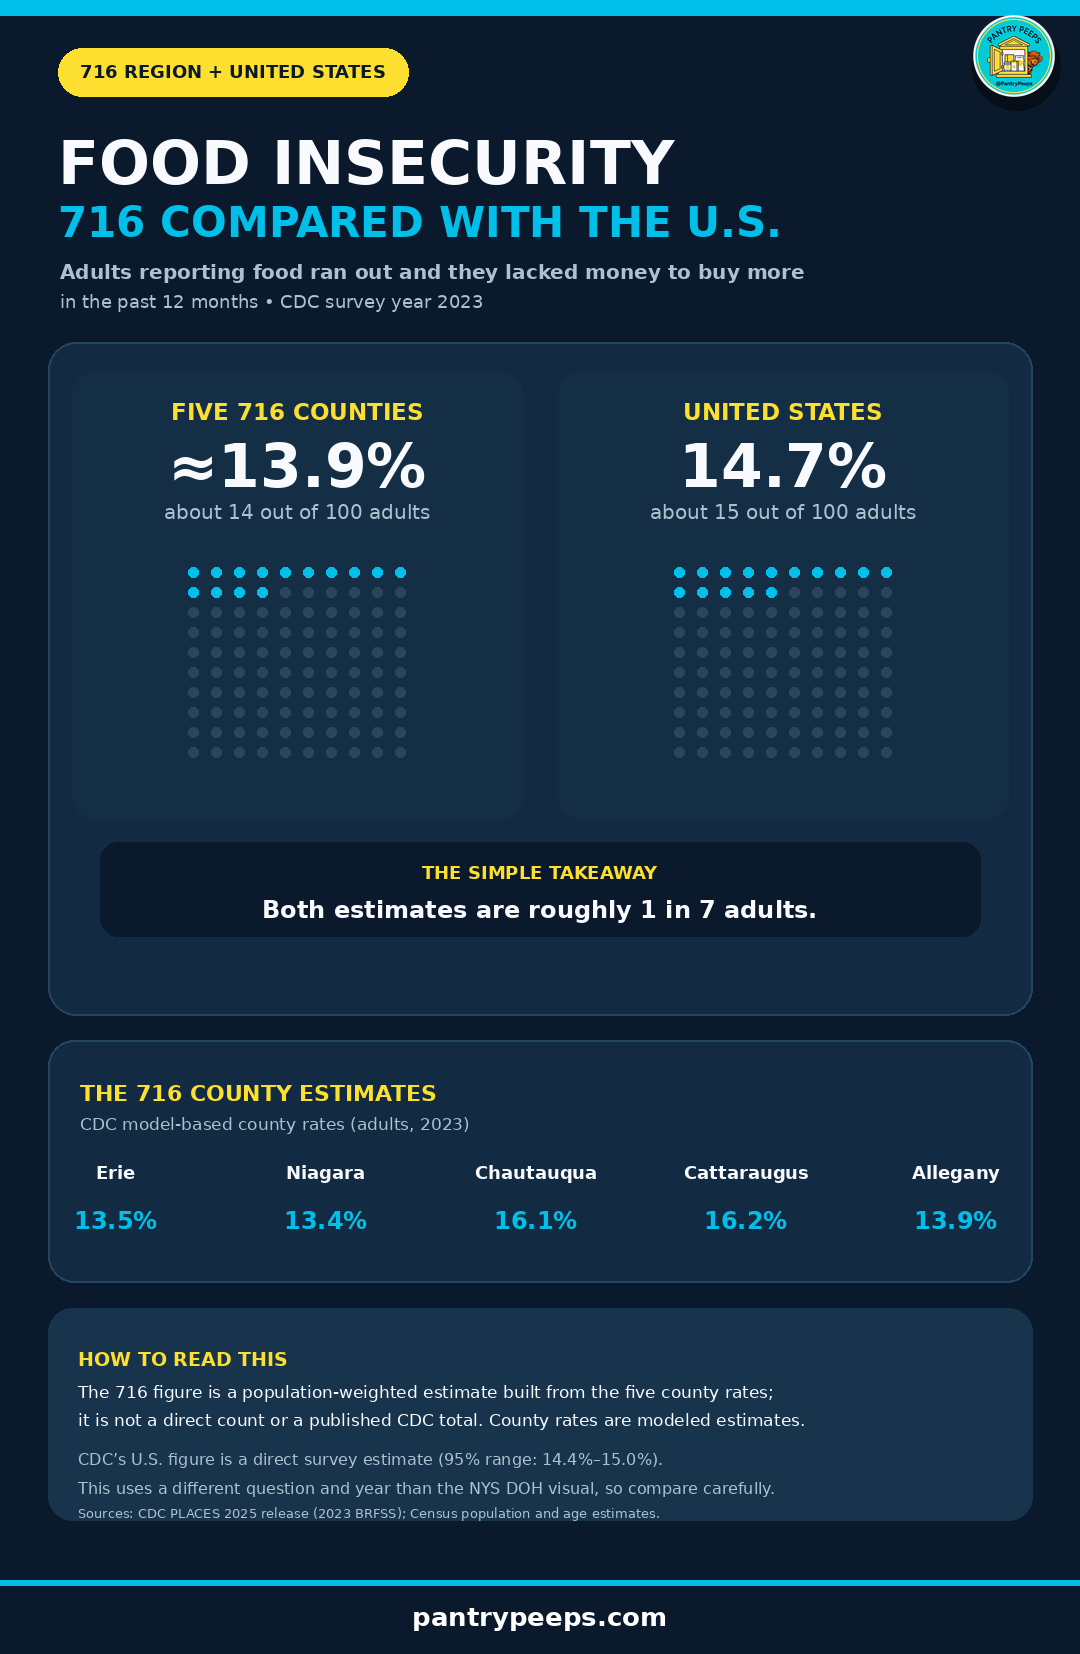 PANTRY PEEPS
@PantryPeeps
716 REGION + UNITED STATES
FOOD INSECURITY
716 COMPARED WITH THE U.S.
Adults reporting food ran out and they lacked money to buy more
in the past 12 months • CDC survey year 2023
FIVE 716 COUNTIES
≈13.9%
about 14 out of 100 adults
UNITED STATES
14.7%
about 15 out of 100 adults
THE SIMPLE TAKEAWAY
Both estimates are roughly 1 in 7 adults.
THE 716 COUNTY ESTIMATES
CDC model-based county rates (adults, 2023)
Erie Niagara Chautauqua Cattaraugus Allegany
13.5% 13.4% 16.1% 16.2% 13.9%
HOW TO READ THIS
The 716 figure is a population-weighted estimate built from the five county rates;
it is not a direct count or a published CDC total. County rates are modeled estimates.
CDC’s U.S. figure is a direct survey estimate (95% range: 14.4%–15.0%).
This uses a different question and year than the NYS DOH visual, so compare carefully.
Sources: CDC PLACES 2025 release (2023 BRFSS); Census population and age estimates.
pantrypeeps.com